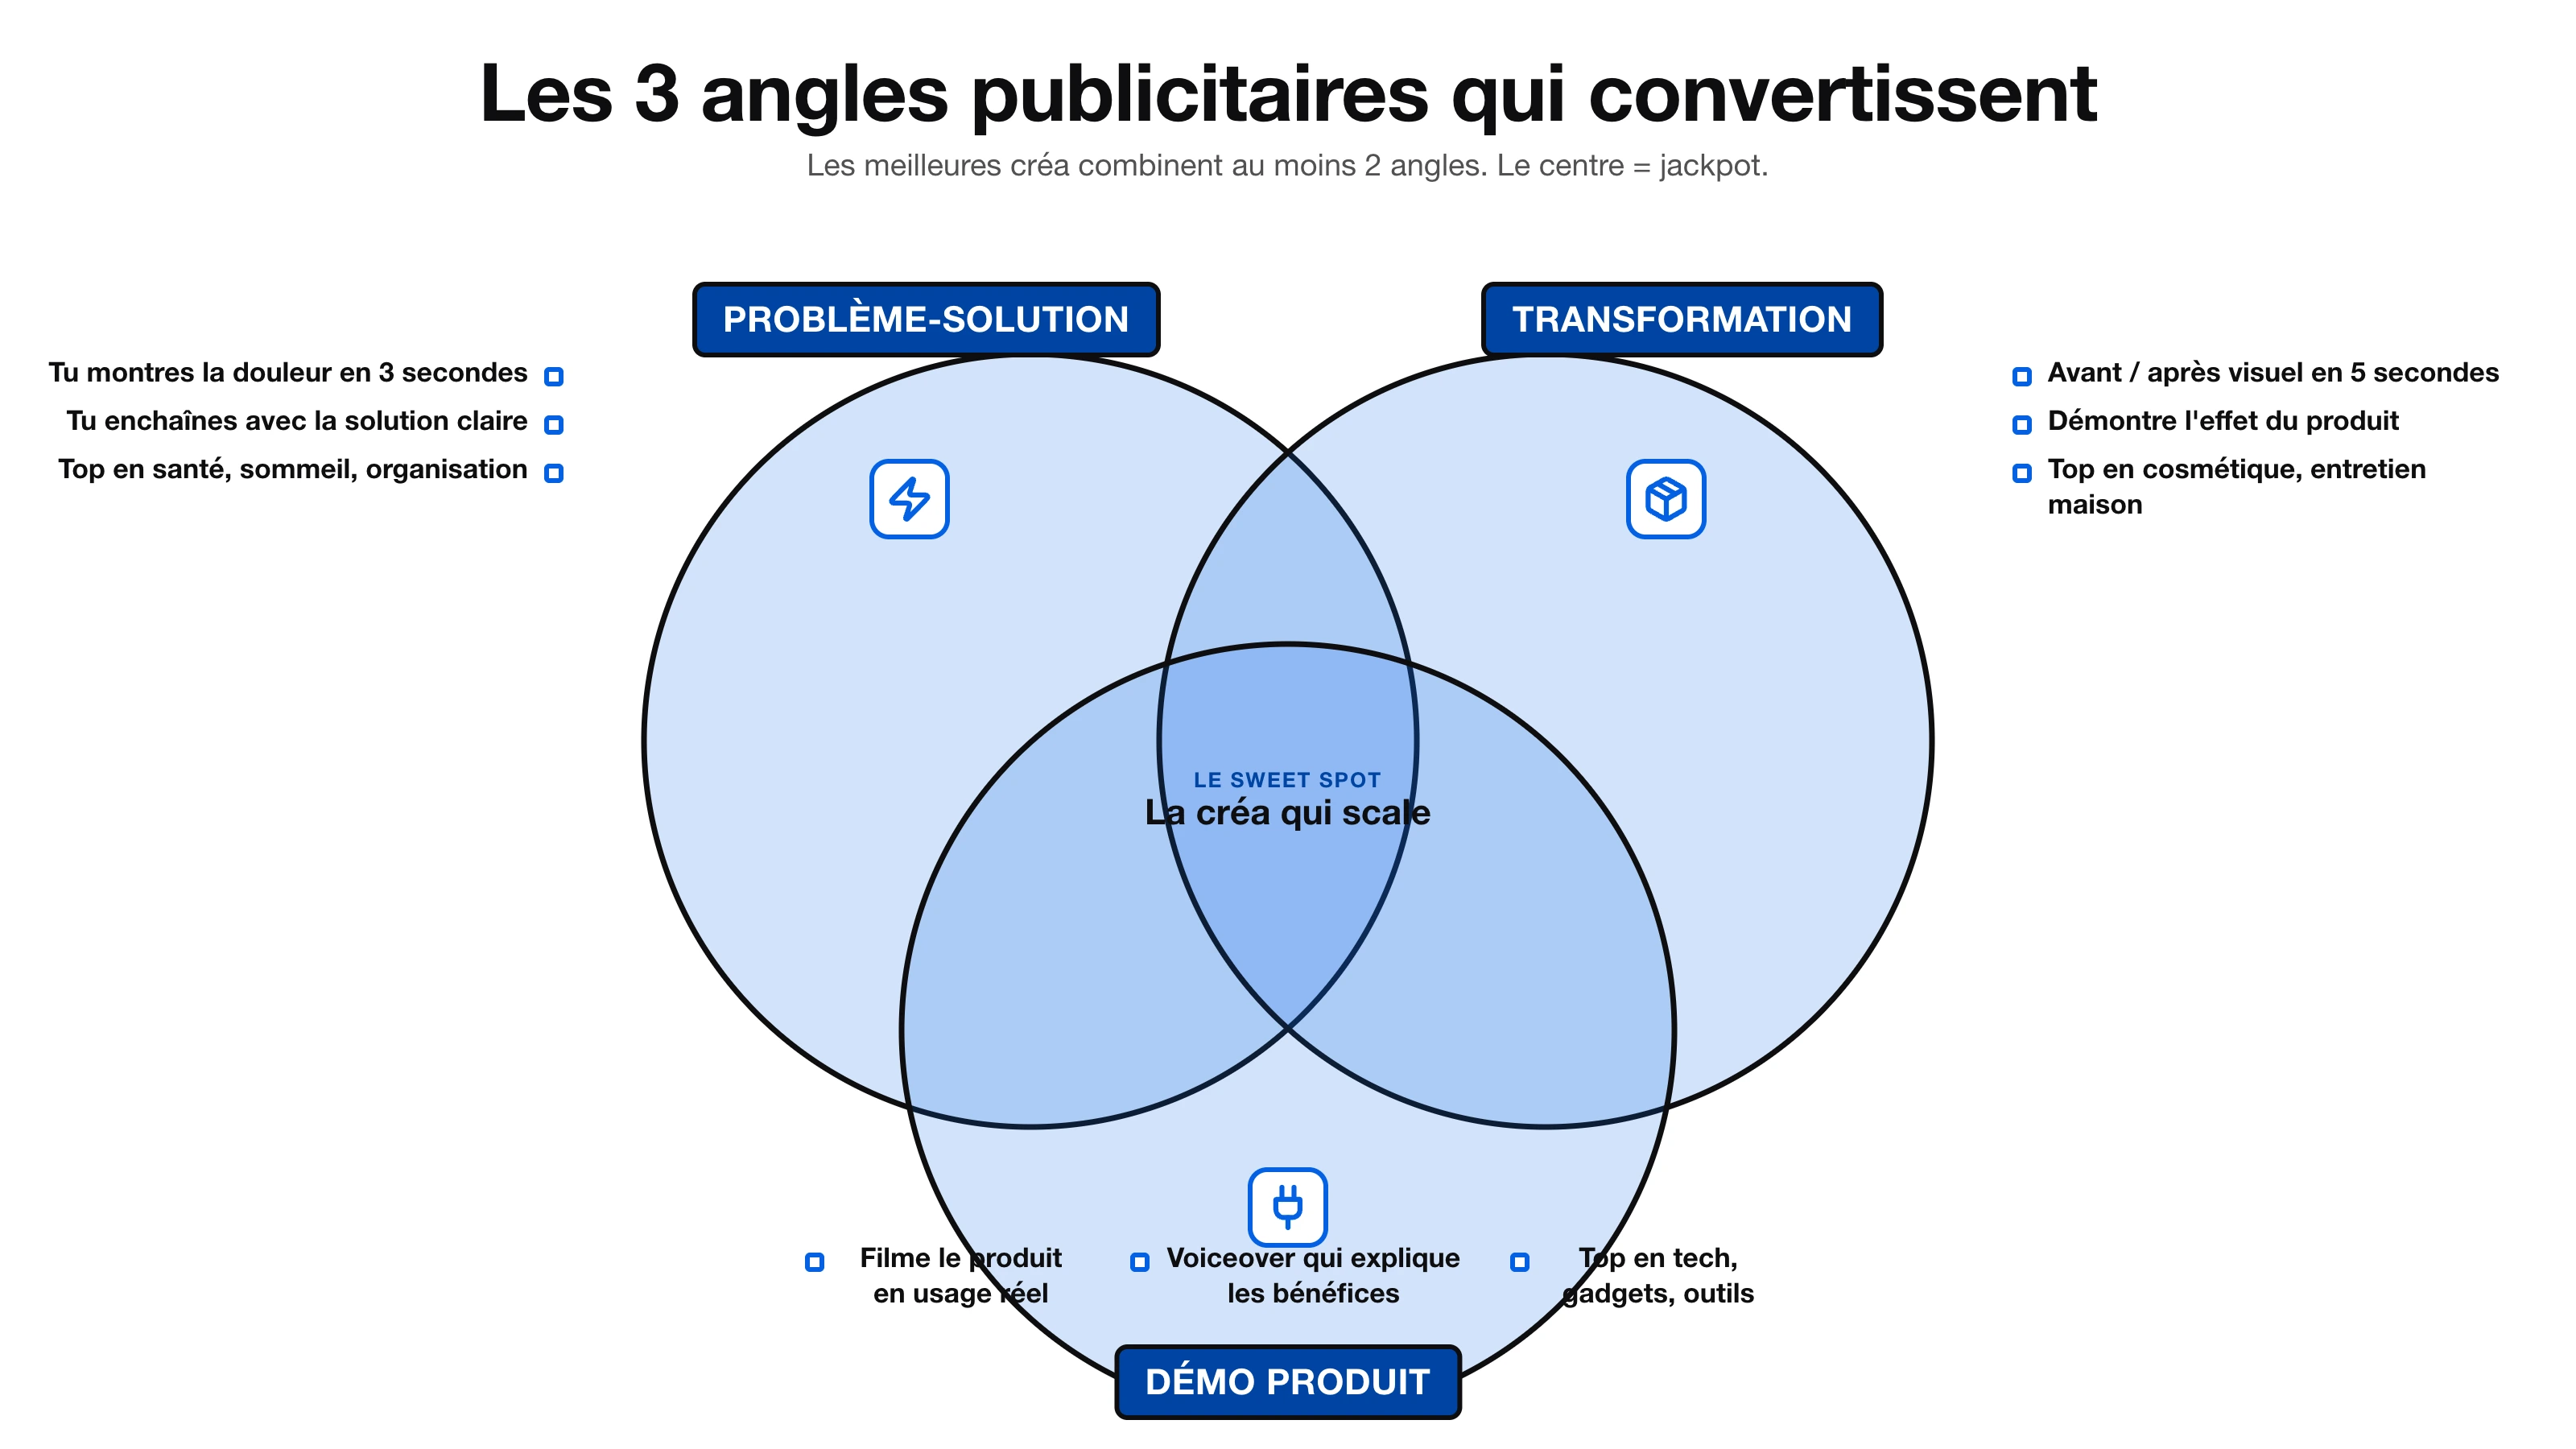 Les 3 angles publicitaires qui convertissent
Les meilleures créa combinent au moins 2 angles. Le centre = jackpot.
PROBLÈME-SOLUTION
Tu montres la douleur en 3 secondes
Tu enchaînes avec la solution claire
Top en santé, sommeil, organisation
TRANSFORMATION
Avant / après visuel en 5 secondes
Démontre l'effet du produit
Top en cosmétique, entretien
maison
LE SWEET SPOT
La créa qui scale
Filme le produit
en usage réel
Voiceover qui explique
les bénéfices
Top en tech,
gadgets, outils
DÉMO PRODUIT